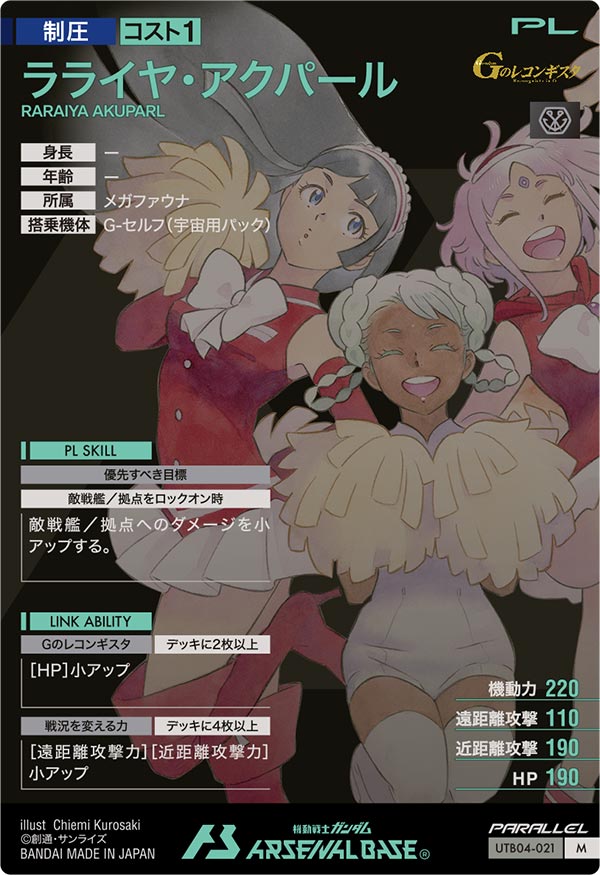 制圧 コスト1 PL
ラライヤ・アクパール
RARAIYA AKUPARL
Gのレコンギスタ
身長 —
年齢 —
所属 メガファウナ
搭乗機体 G-セルフ(宇宙用パック)
PL SKILL
優先すべき目標
敵戦艦/拠点をロックオン時
敵戦艦/拠点へのダメージを小
アップする。
LINK ABILITY
Gのレコンギスタ デッキに2枚以上
[HP]小アップ
戦況を変える力 デッキに4枚以上
[遠距離攻撃力][近距離攻撃力]
小アップ
機動力 220
遠距離攻撃 110
近距離攻撃 190
HP 190
illust Chiemi Kurosaki
©創通・サンライズ
BANDAI MADE IN JAPAN
機動戦士ガンダム
ARSENAL BASE®
PARALLEL
UTB04-021 M